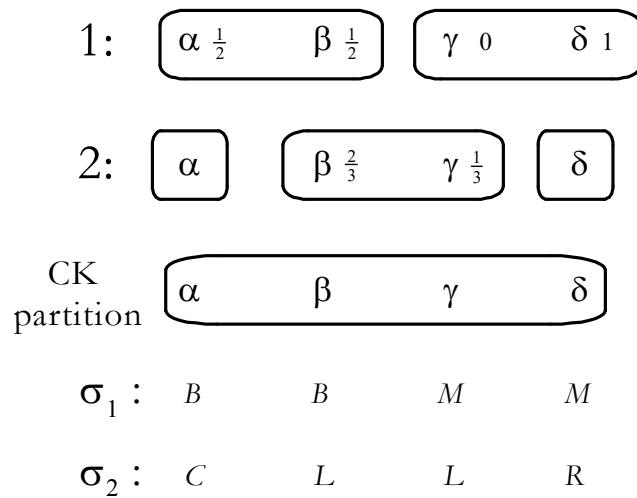 1: α 1/2 β 1/2 γ 0 δ 1
2: α β 2/3 γ 1/3 δ
CK
partition α β γ δ
σ₁ : B B M M
σ₂ : C L L R